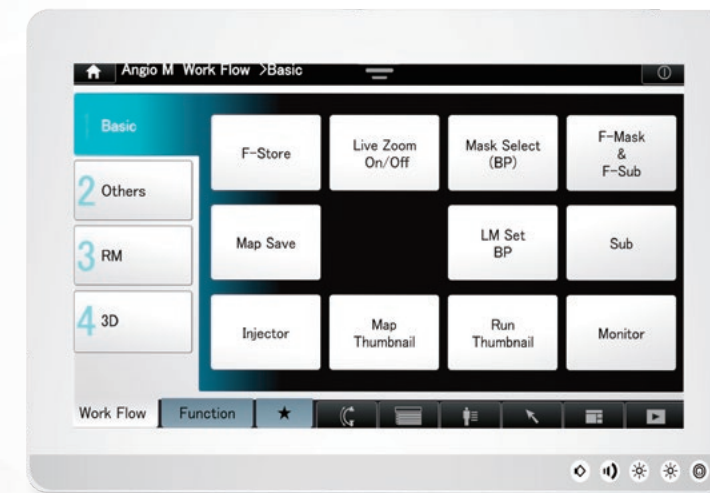 Angio M Work Flow >Basic
Basic
F-Store
Live Zoom
On/Off
Mask Select
(BP)
F-Mask
&
F-Sub
2 Others
Map Save
LM Set
BP
Sub
3 RM
4 3D
Injector
Map
Thumbnail
Run
Thumbnail
Monitor
Work Flow
Function